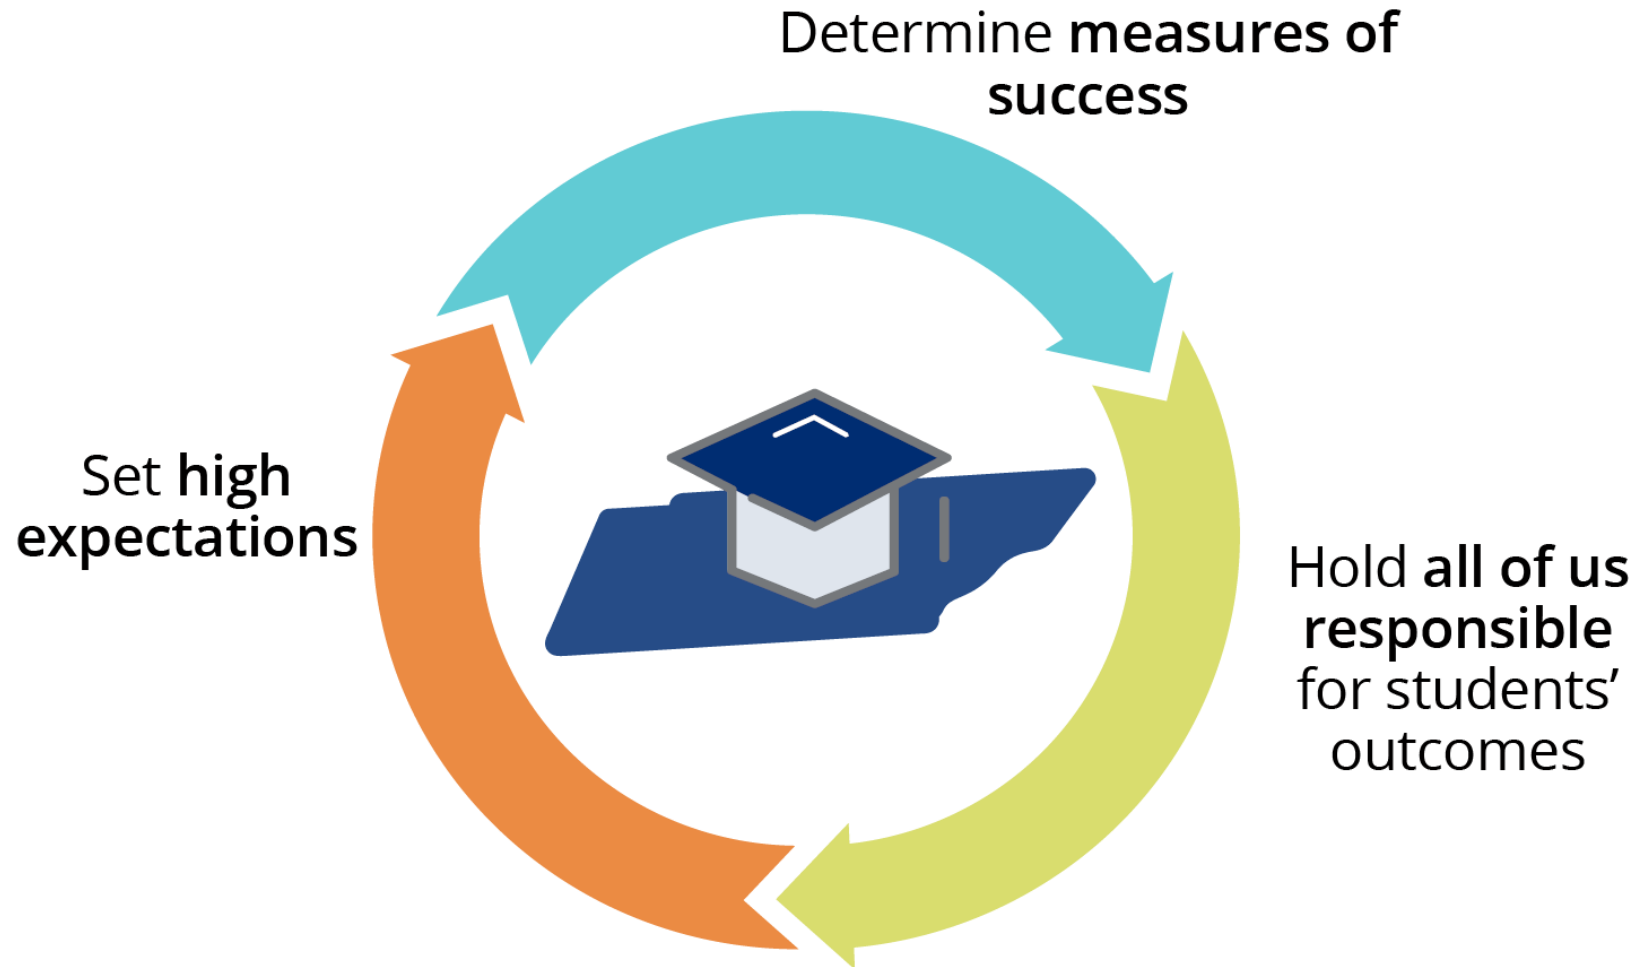 Determine measures of
success
Set high
expectations
Hold all of us
responsible
for students’
outcomes